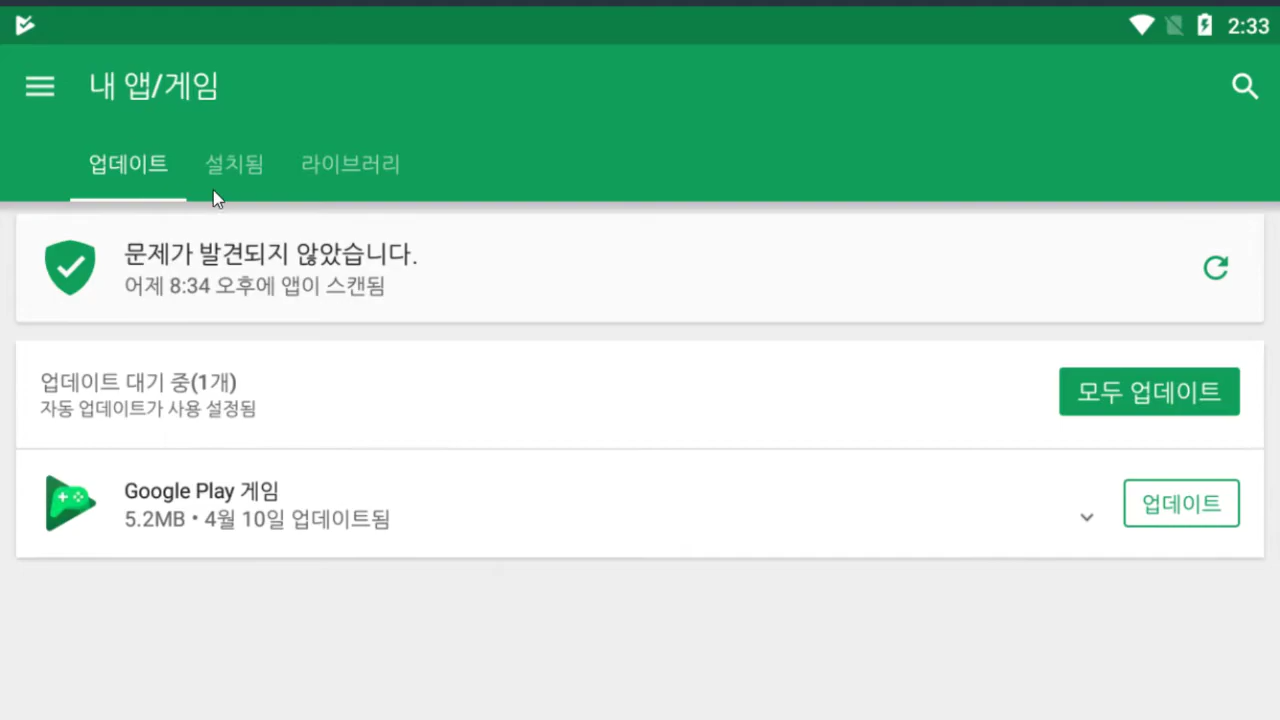 2:33
내 앱/게임
업데이트 설치됨 라이브러리
문제가 발견되지 않았습니다.
어제 8:34 오후에 앱이 스캔됨
업데이트 대기 중(1개)
자동 업데이트가 사용 설정됨
모두 업데이트
Google Play 게임
5.2MB • 4월 10일 업데이트됨
업데이트